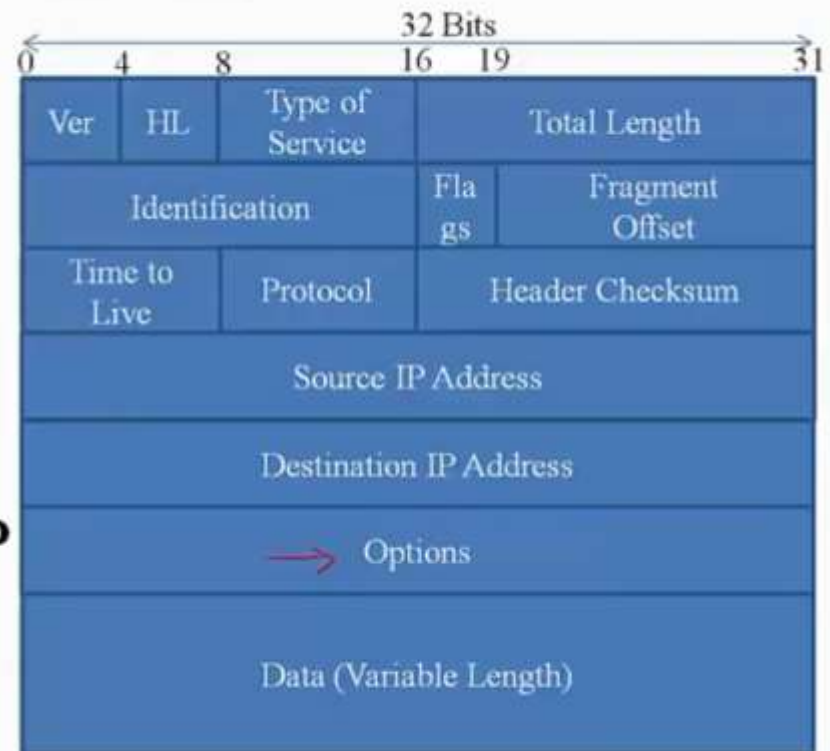 32 Bits
0 4 8 16 19 31
Ver HL Type of Service Total Length
Identification Fla gs Fragment Offset
Time to Live Protocol Header Checksum
Source IP Address
Destination IP Address
Options
Data (Variable Length)